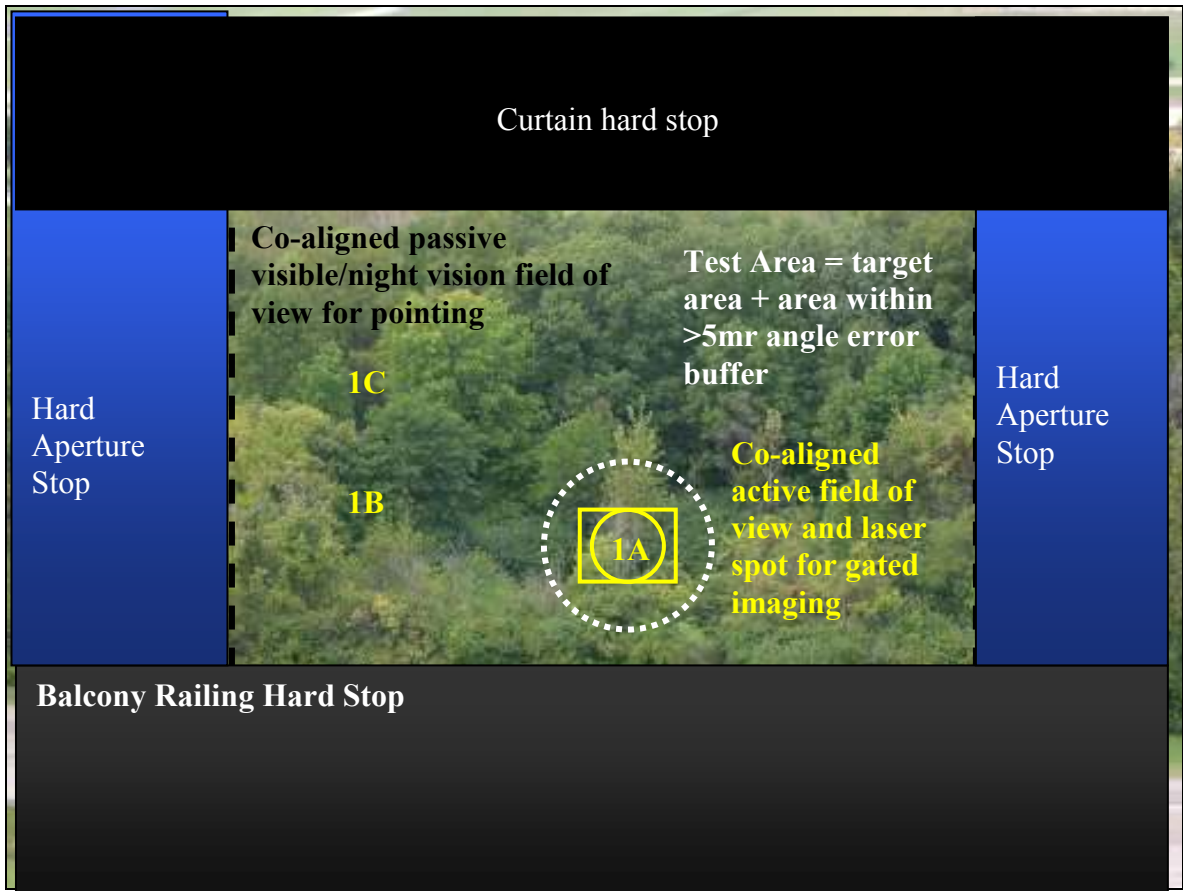 Curtain hard stop
Co-aligned passive
visible/night vision field of
view for pointing
Test Area = target
area + area within
>5mr angle error
buffer
1C
Hard
Aperture
Stop
Hard
Aperture
Stop
Co-aligned
active field of
view and laser
spot for gated
imaging
1B
1A
Balcony Railing Hard Stop